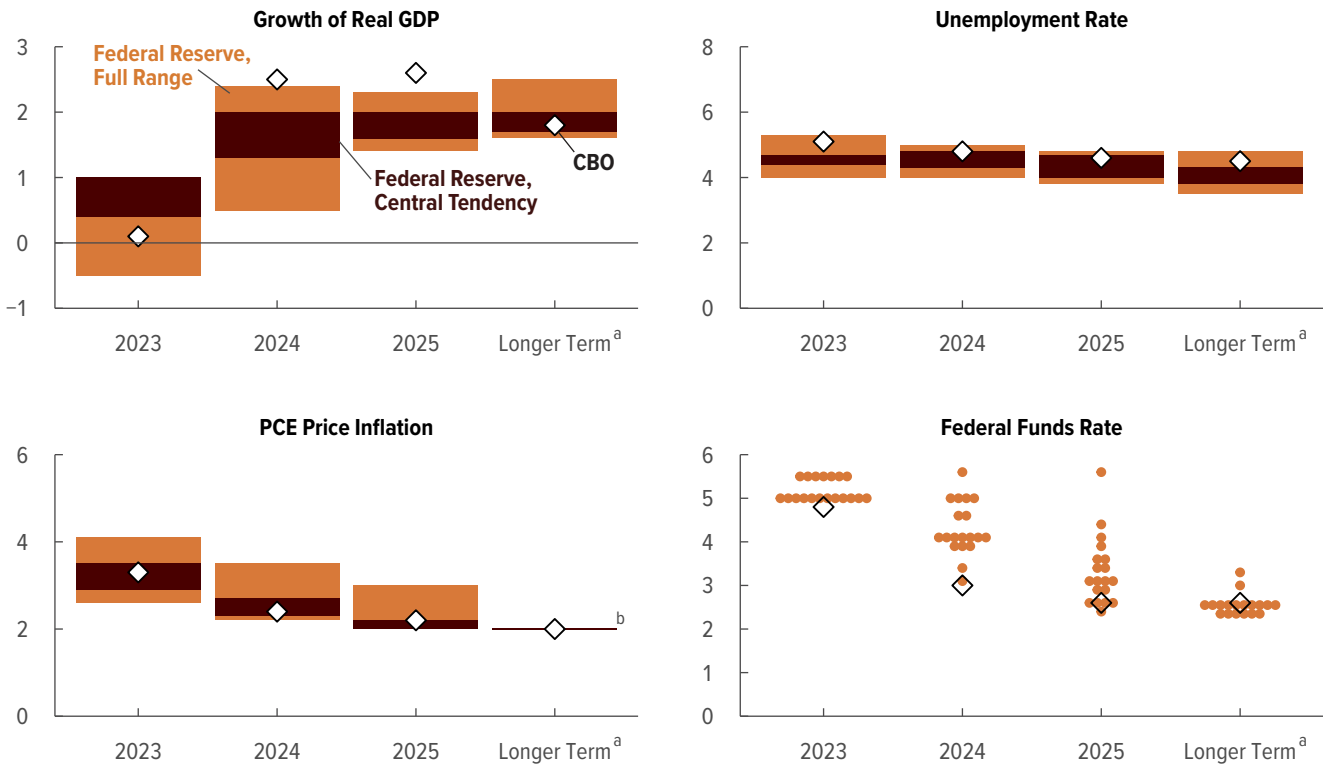 Growth of Real GDP
3
2
1
0
−1
Federal Reserve,
Full Range
Federal Reserve,
Central Tendency
CBO
2023 2024 2025 Longer Term a
Unemployment Rate
8
6
4
2
0
2023 2024 2025 Longer Term a
PCE Price Inflation
6
5
4
3
2
1
0
b
2023 2024 2025 Longer Term a
Federal Funds Rate
6
5
4
3
2
1
0
2023 2024 2025 Longer Term a